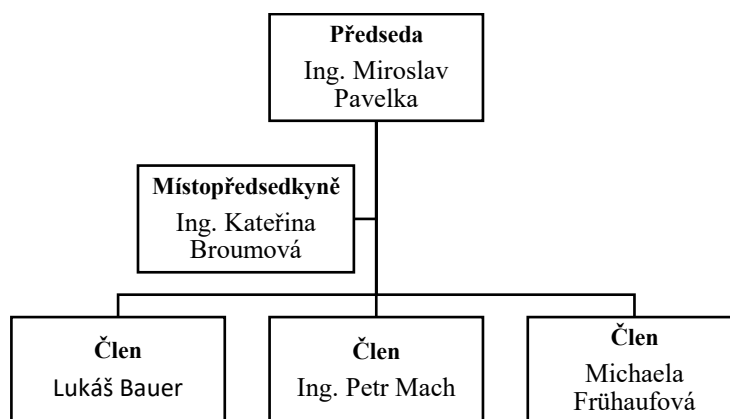 Předseda
Ing. Miroslav
Pavelka
Místopředsedkyně
Ing. Kateřina
Broumová
Člen
Lukáš Bauer
Člen
Ing. Petr Mach
Člen
Michaela
Frühaufová